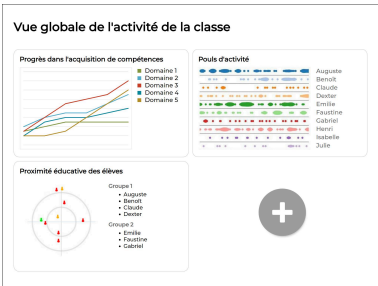 Vue globale de l'activité de la classe
Progrès dans l'acquisition de compétences
Domaine 1
Domaine 2
Domaine 3
Domaine 4
Domaine 5
Pouls d'activité
Auguste
Benoît
Claude
Dexter
Emilie
Faustine
Gabriel
Henri
Isabelle
Julie
Proximité éducative des élèves
Groupe 1
• Auguste
• Benoît
• Claude
• Dexter
Groupe 2
• Emilie
• Faustine
• Gabriel